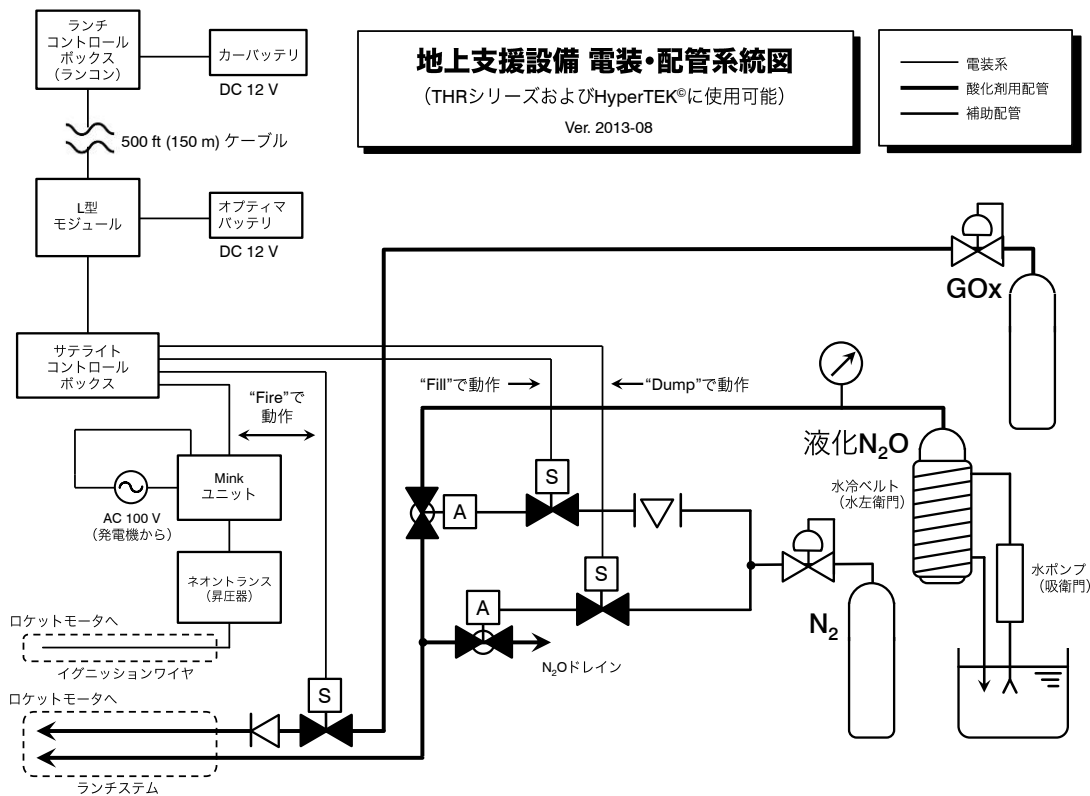 ランチ
コントロール
ボックス
（ランコン）
カーバッテリ
DC 12 V
500 ft (150 m) ケーブル
地上支援設備 電装・配管系統図
（THRシリーズおよびHyperTEK©に使用可能）
Ver. 2013-08
電装系
酸化剤用配管
補助配管
L型
モジュール
オプティマ
バッテリ
DC 12 V
GOx
サテライト
コントロール
ボックス
“Fill”で動作
“Dump”で動作
“Fire”で
動作
液化N₂O
水冷ベルト
（水左衛門）
Mink
ユニット
AC 100 V
（発電機から）
S
A
S
A
水ポンプ
（吸衛門）
ネオントランス
（昇圧器）
N₂
N₂Oドレイン
ロケットモータへ
イグニッションワイヤ
ロケットモータへ
S
ランチステム